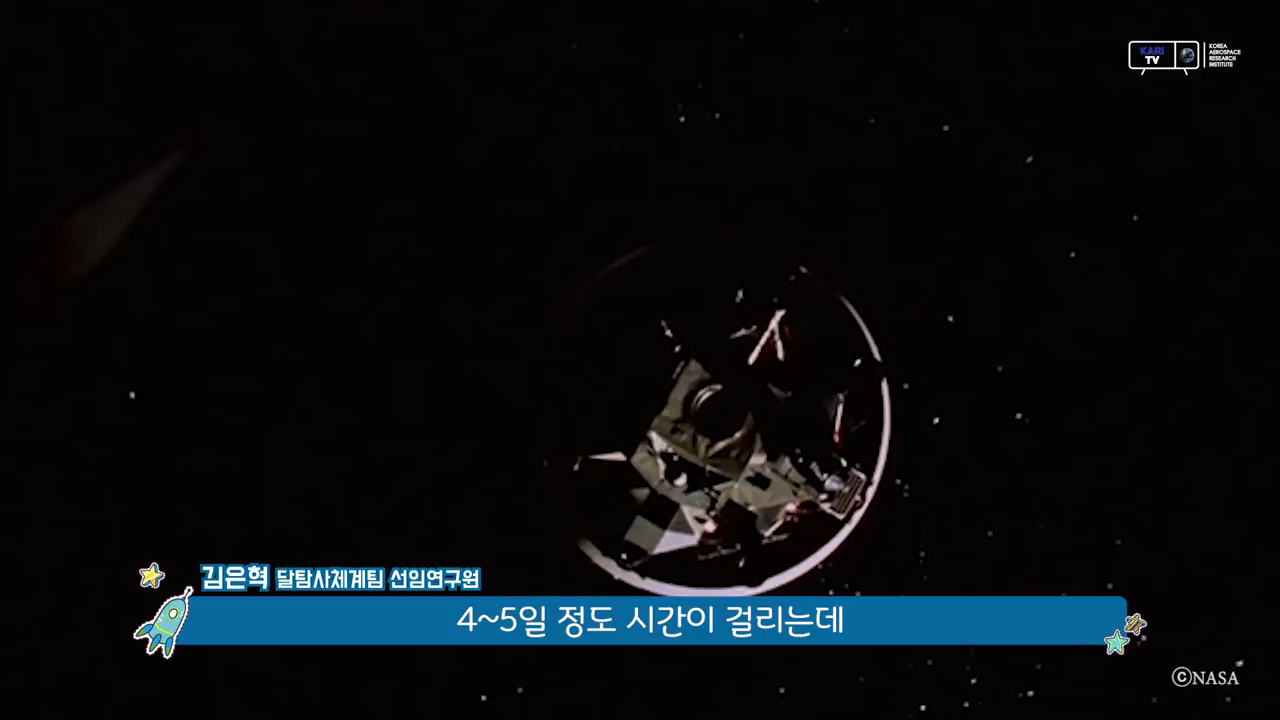 KARI
TV
KOREA
AEROSPACE
RESEARCH
INSTITUTE
김은혁 달탐사체계팀 선임연구원
4~5일 정도 시간이 걸리는데
©NASA